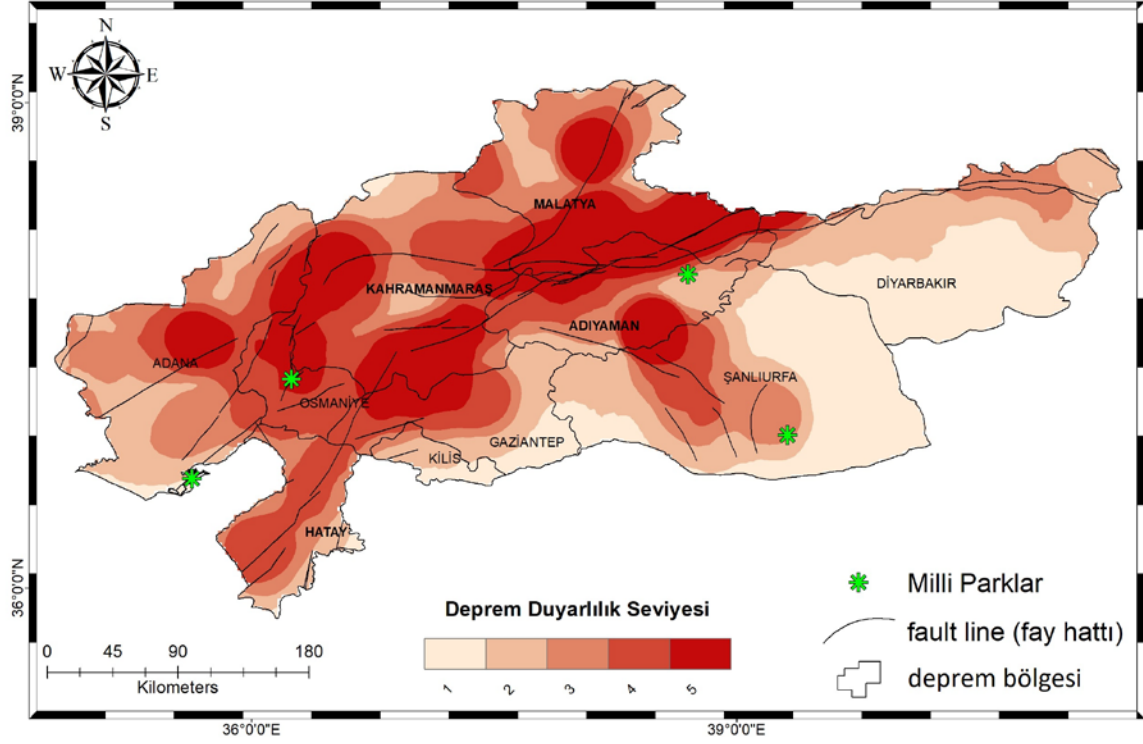 N
W E
S
39°0'0"N
36°0'0"N
MALATYA
KAHRAMANMARAŞ
DİYARBAKIR
ADIYAMAN
ADANA
ŞANLIURFA
OSMANİYE
GAZİANTEP
KİLİS
HATAY
Deprem Duyarlılık Seviyesi
1 2 3 4 5
0 45 90 180
Kilometers
Milli Parklar
fault line (fay hattı)
deprem bölgesi
36°0'0"E 39°0'0"E